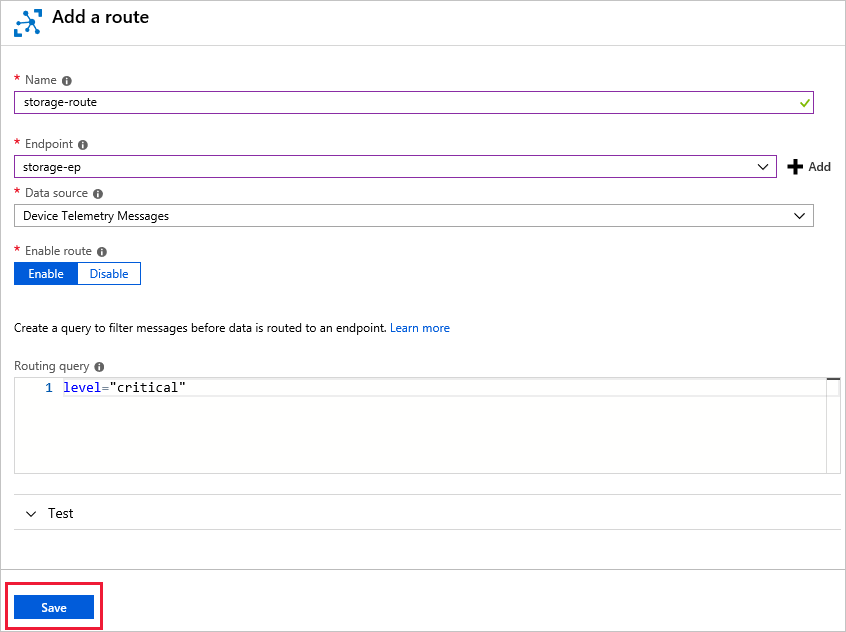 Add a route
* Name
storage-route
* Endpoint
storage-ep
Add
* Data source
Device Telemetry Messages
* Enable route
Enable Disable
Create a query to filter messages before data is routed to an endpoint. Learn more
Routing query
1 level="critical"
Test
Save